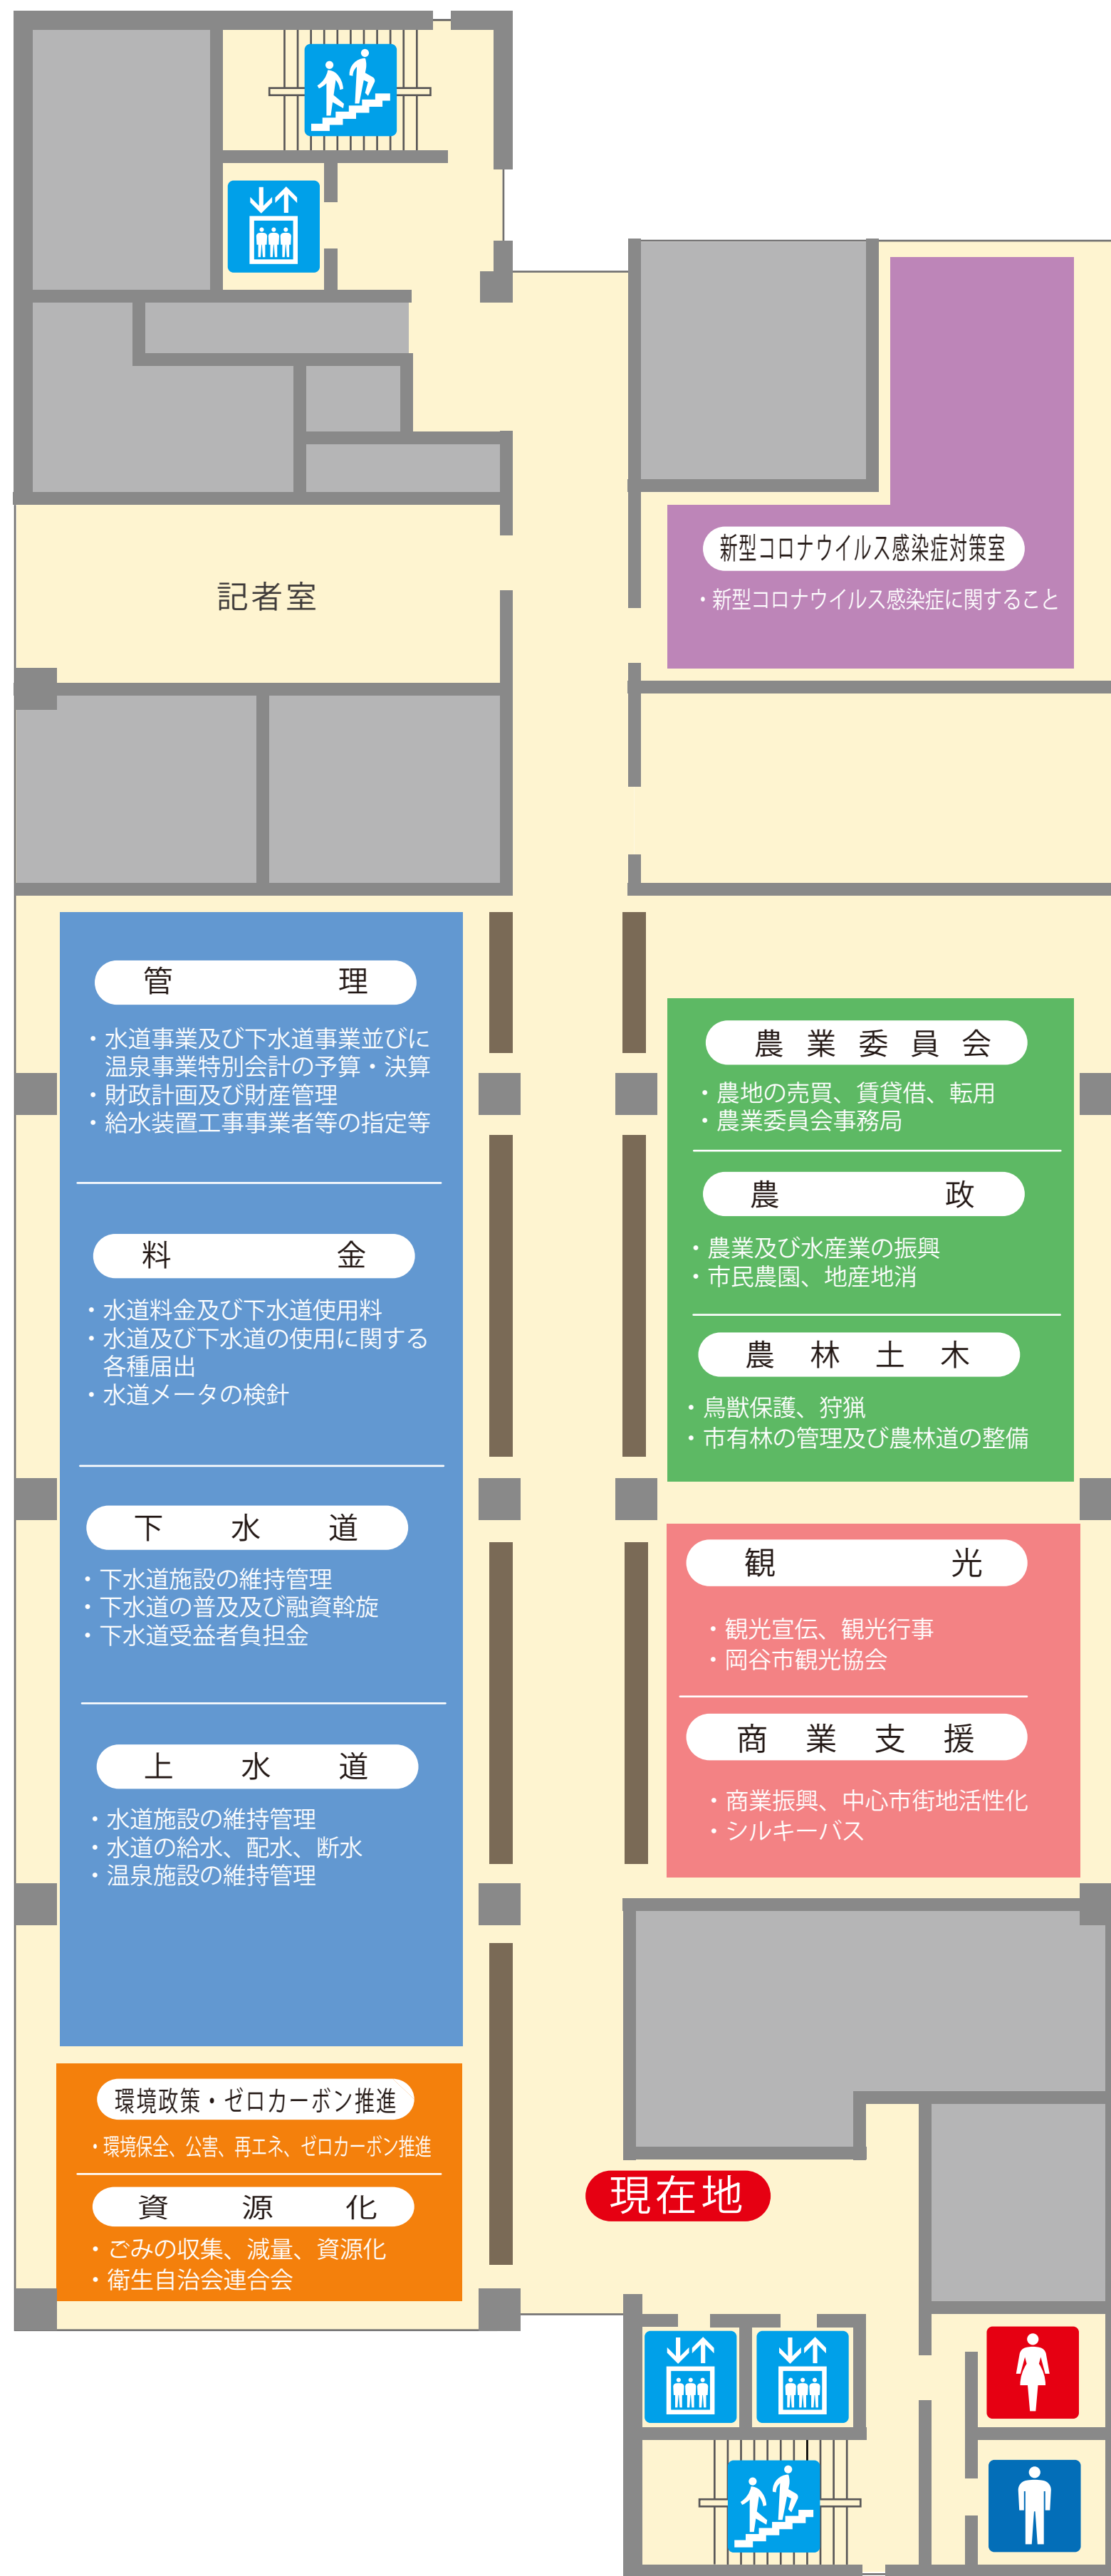 新型コロナウイルス感染症対策室
・新型コロナウイルス感染症に関すること
記者室
管理
・水道事業及び下水道事業並びに
温泉事業特別会計の予算・決算
・財政計画及び財産管理
・給水装置工事事業者等の指定等
料金
・水道料金及び下水道使用料
・水道及び下水道の使用に関する
各種届出
・水道メータの検針
下水道
・下水道施設の維持管理
・下水道の普及及び融資斡旋
・下水道受益者負担金
上水道
・水道施設の維持管理
・水道の給水、配水、断水
・温泉施設の維持管理
環境政策・ゼロカーボン推進
・環境保全、公害、再エネ、ゼロカーボン推進
資源化
・ごみの収集、減量、資源化
・衛生自治会連合会
農業委員会
・農地の売買、賃貸借、転用
・農業委員会事務局
農政
・農業及び水産業の振興
・市民農園、地産地消
農林土木
・鳥獣保護、狩猟
・市有林の管理及び農林道の整備
観光
・観光宣伝、観光行事
・岡谷市観光協会
商業支援
・商業振興、中心市街地活性化
・シルキーバス
現在地